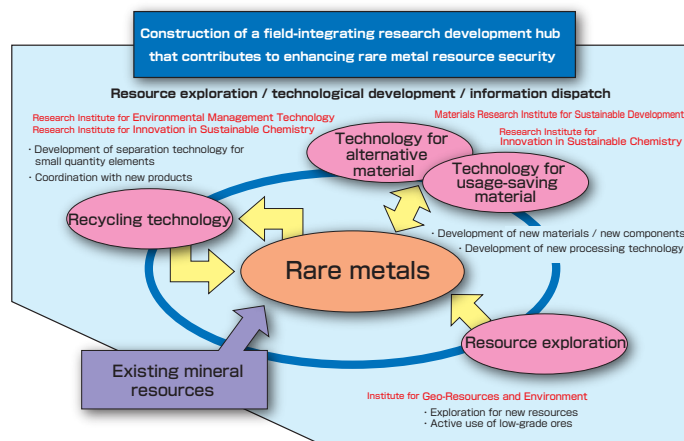 Construction of a field-integrating research development hub
that contributes to enhancing rare metal resource security
Resource exploration / technological development / information dispatch
Research Institute for Environmental Management Technology
Research Institute for Innovation in Sustainable Chemistry
・Development of separation technology for
small quantity elements
・Coordination with new products
Materials Research Institute for Sustainable Development
Research Institute for
Innovation in Sustainable Chemistry
Technology for
alternative
material
Technology for
usage-saving
material
Recycling technology
・Development of new materials / new components
・Development of new processing technology
Rare metals
Resource exploration
Existing mineral
resources
Institute for Geo-Resources and Environment
・Exploration for new resources
・Active use of low-grade ores